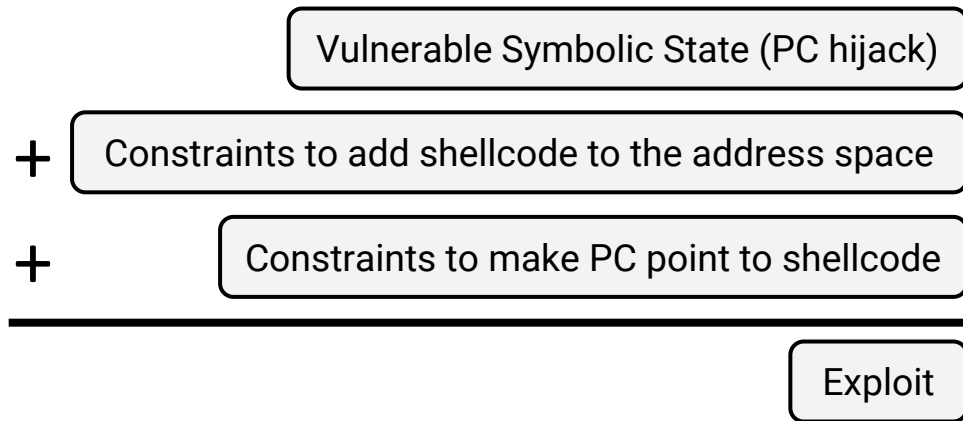 Vulnerable Symbolic State (PC hijack)
+ Constraints to add shellcode to the address space
+ Constraints to make PC point to shellcode
Exploit